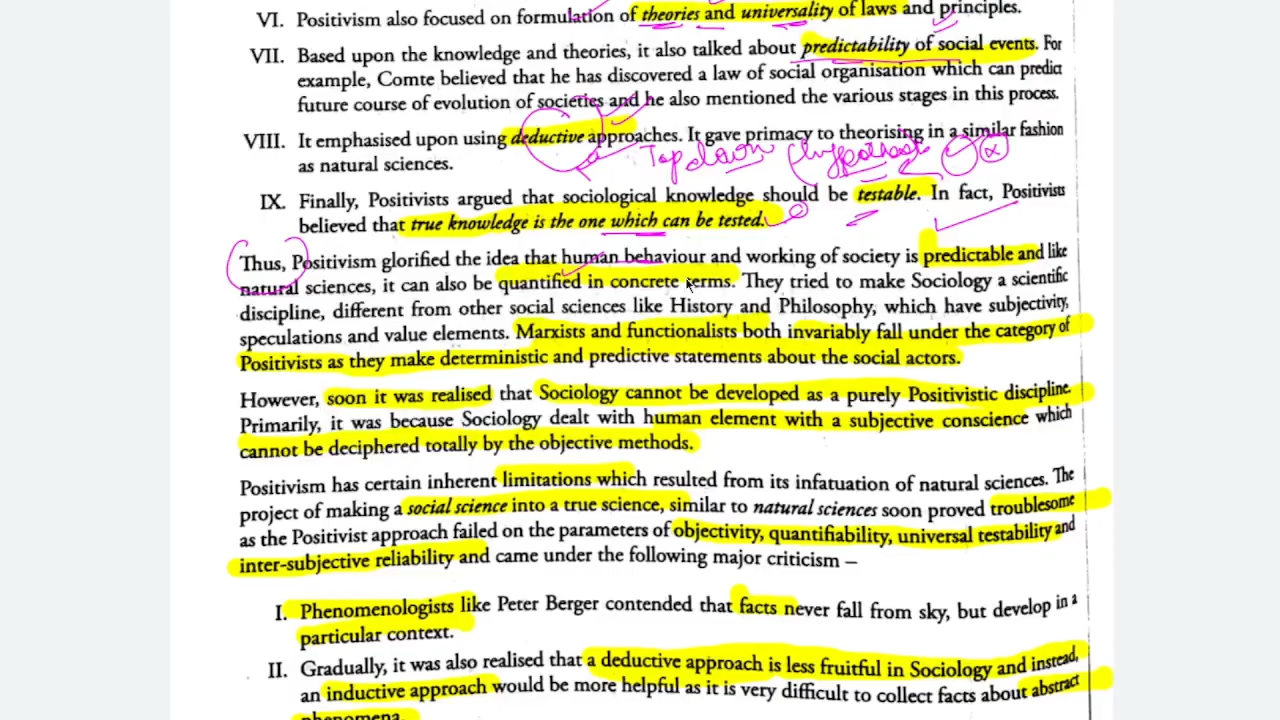 VI. Positivism also focused on formulation of theories and universality of laws and principles.
VII. Based upon the knowledge and theories, it also talked about predictability of social events. For
example, Comte believed that he has discovered a law of social organisation which can predict
future course of evolution of societies and he also mentioned the various stages in this process.
VIII. It emphasised upon using deductive approaches. It gave primacy to theorising in a similar fashion
as natural sciences.
Top down (hypothesis
IX. Finally, Positivists argued that sociological knowledge should be testable. In fact, Positivists
believed that true knowledge is the one which can be tested.
Thus, Positivism glorified the idea that human behaviour and working of society is predictable and like
natural sciences, it can also be quantified in concrete terms. They tried to make Sociology a scientific
discipline, different from other social sciences like History and Philosophy, which have subjectivity,
speculations and value elements. Marxists and functionalists both invariably fall under the category of
Positivists as they make deterministic and predictive statements about the social actors.
However, soon it was realised that Sociology cannot be developed as a purely Positivistic discipline.
Primarily, it was because Sociology dealt with human element with a subjective conscience which
cannot be deciphered totally by the objective methods.
Positivism has certain inherent limitations which resulted from its infatuation of natural sciences. The
project of making a social science into a true science, similar to natural sciences soon proved troublesome
as the Positivist approach failed on the parameters of objectivity, quantifiability, universal testability and
inter-subjective reliability and came under the following major criticism –
I. Phenomenologists like Peter Berger contended that facts never fall from sky, but develop in a
particular context.
II. Gradually, it was also realised that a deductive approach is less fruitful in Sociology and instead,
an inductive approach would be more helpful as it is very difficult to collect facts about abstract
phenomena.